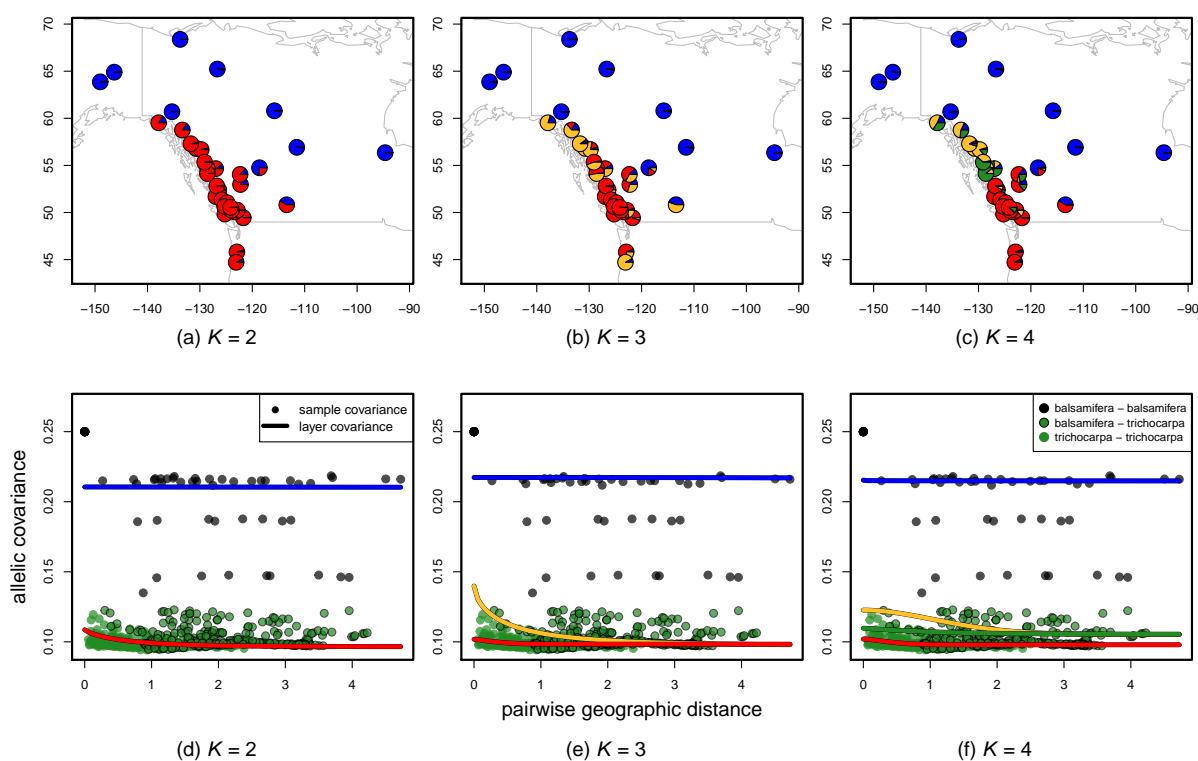 70
65
60
55
50
45
−150 −140 −130 −120 −110 −100 −90
(a) K = 2
70
65
60
55
50
45
−150 −140 −130 −120 −110 −100 −90
(b) K = 3
70
65
60
55
50
45
−150 −140 −130 −120 −110 −100 −90
(c) K = 4
allelic covariance
0.25
0.20
0.15
0.10
sample covariance
layer covariance
0 1 2 3 4
(d) K = 2
0.25
0.20
0.15
0.10
0 1 2 3 4
pairwise geographic distance
(e) K = 3
0.25
0.20
0.15
0.10
balsamifera − balsamifera
balsamifera − trichocarpa
trichocarpa − trichocarpa
0 1 2 3 4
(f) K = 4